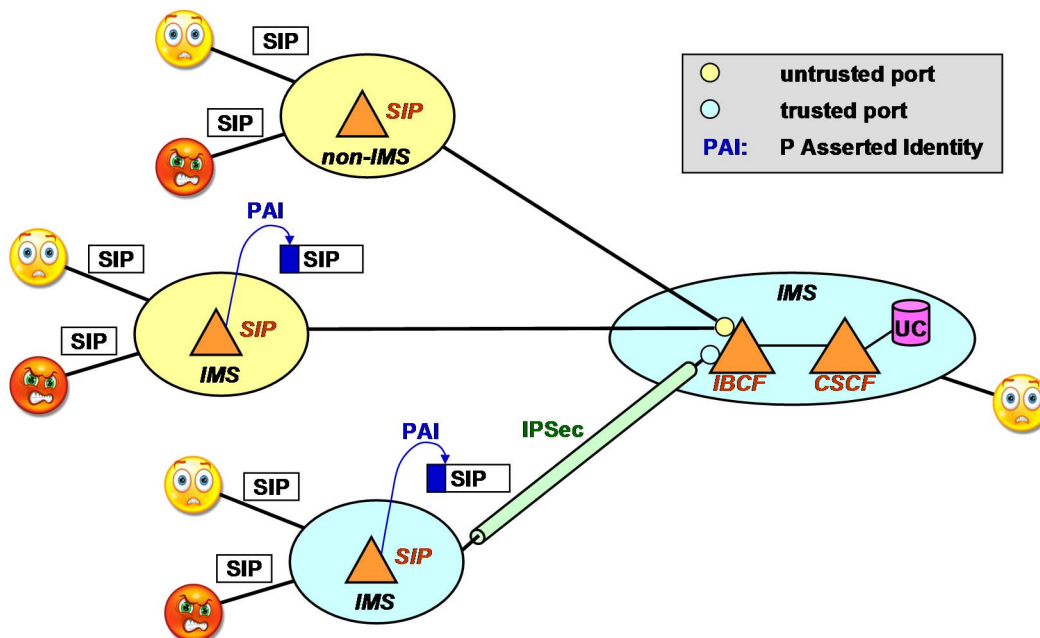 SIP
SIP
SIP
non-IMS
untrusted port
trusted port
PAI: P Asserted Identity
PAI
SIP
SIP
SIP
SIP
IMS
IMS
UC
IBCF
CSCF
IPSec
PAI
SIP
SIP
SIP
SIP
IMS